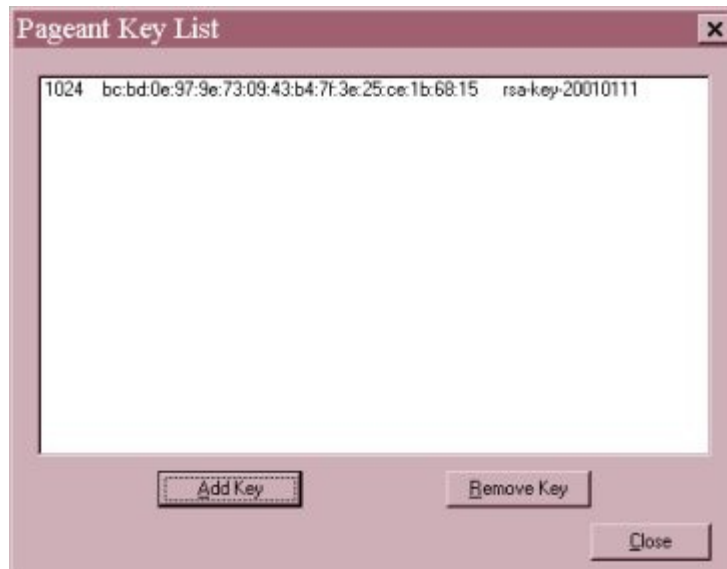 Pageant Key List
1024 bc:bd:0e:97:9e:73:09:43:b4:7f:3e:25:ce:1b:68:15 rsa-key-20010111
Add Key
Remove Key
Close